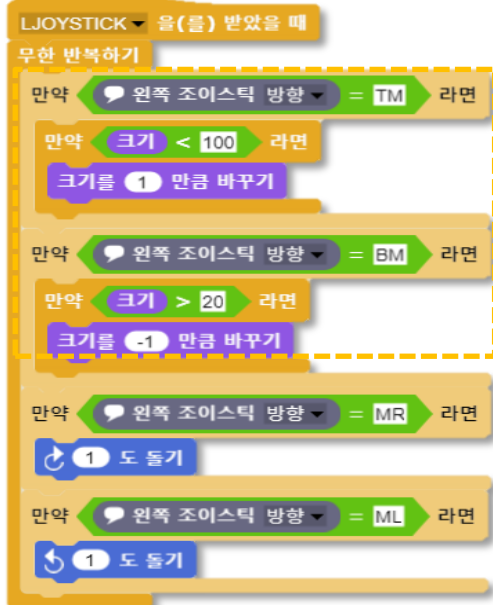 LJOYSTICK 을(를) 받았을 때
무한 반복하기
만약 왼쪽 조이스틱 방향 = TM 라면
만약 크기 < 100 라면
크기를 1 만큼 바꾸기
만약 왼쪽 조이스틱 방향 = BM 라면
만약 크기 > 20 라면
크기를 -1 만큼 바꾸기
만약 왼쪽 조이스틱 방향 = MR 라면
1 도 돌기
만약 왼쪽 조이스틱 방향 = ML 라면
1 도 돌기